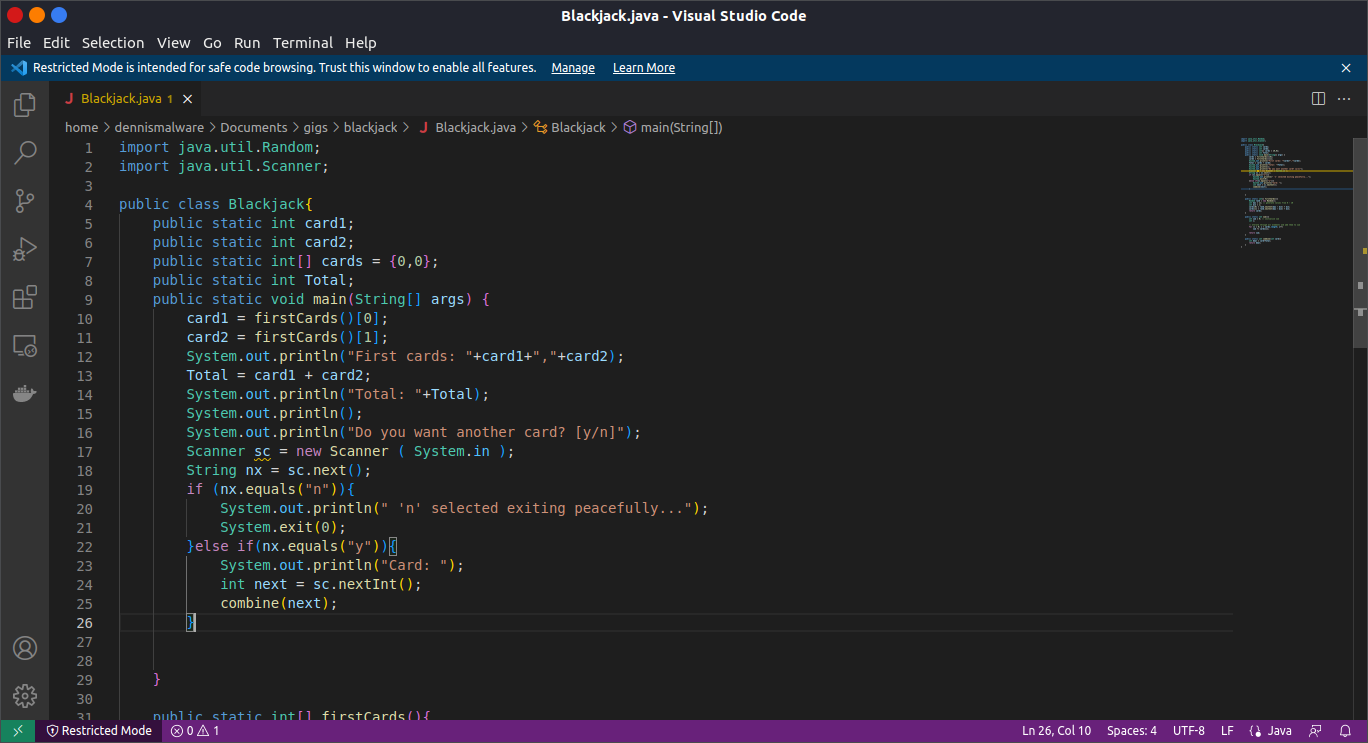 Blackjack.java - Visual Studio Code
File Edit Selection View Go Run Terminal Help
Restricted Mode is intended for safe code browsing. Trust this window to enable all features. Manage Learn More
J Blackjack.java 1
home > dennismalware > Documents > gigs > blackjack > J Blackjack.java > Blackjack > main(String[])
1 import java.util.Random;
2 import java.util.Scanner;
3
4 public class Blackjack{
5 public static int card1;
6 public static int card2;
7 public static int[] cards = {0,0};
8 public static int Total;
9 public static void main(String[] args) {
10 card1 = firstCards()[0];
11 card2 = firstCards()[1];
12 System.out.println("First cards: "+card1+","+card2);
13 Total = card1 + card2;
14 System.out.println("Total: "+Total);
15 System.out.println();
16 System.out.println("Do you want another card? [y/n]");
17 Scanner sc = new Scanner ( System.in );
18 String nx = sc.next();
19 if (nx.equals("n")){
20 System.out.println(" 'n' selected exiting peacefully...");
21 System.exit(0);
22 }else if(nx.equals("y")){
23 System.out.println("Card: ");
24 int next = sc.nextInt();
25 combine(next);
26 }
27
28
29 }
30
31 public static int[] firstCards(){
Restricted Mode 0 1 Ln 26, Col 10 Spaces: 4 UTF-8 LF Java